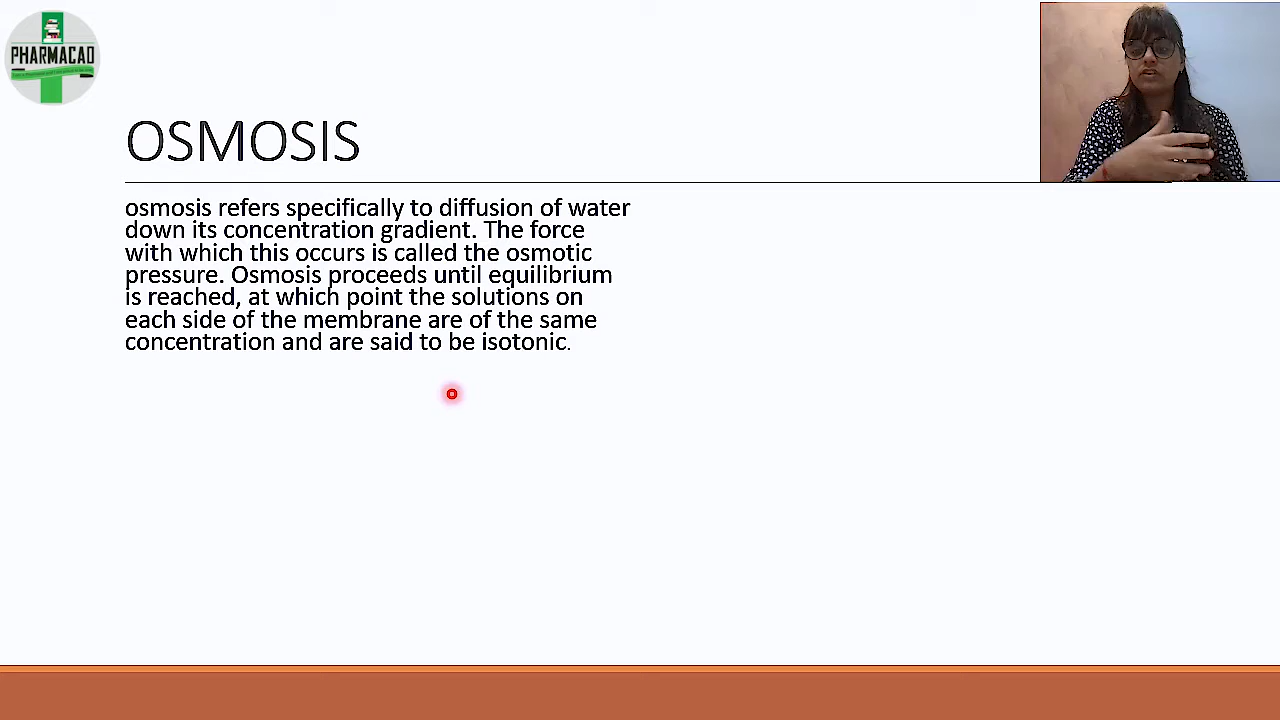 PHARMACAD
OSMOSIS
osmosis refers specifically to diffusion of water
down its concentration gradient. The force
with which this occurs is called the osmotic
pressure. Osmosis proceeds until equilibrium
is reached, at which point the solutions on
each side of the membrane are of the same
concentration and are said to be isotonic.